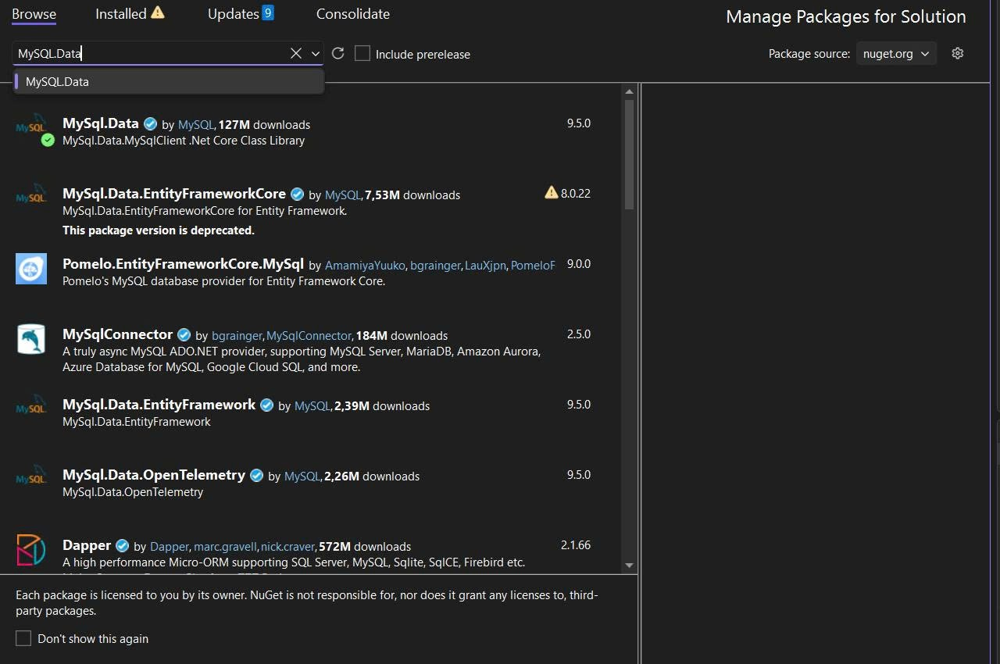 Browse Installed Updates 9 Consolidate
Manage Packages for Solution
MySQL.Data
Include prerelease
Package source: nuget.org
MySQL.Data
MySQL
MySql.Data by MySQL, 127M downloads 9.5.0
MySql.Data.MySqlClient .Net Core Class Library
MySQL
MySql.Data.EntityFrameworkCore by MySQL, 7,53M downloads 8.0.22
MySql.Data.EntityFrameworkCore for Entity Framework.
This package version is deprecated.
Pomelo.EntityFrameworkCore.MySql by AmamiyaYuuko, bgrainger, LauXjpn, PomeloF 9.0.0
Pomelo's MySQL database provider for Entity Framework Core.
MySqlConnector by bgrainger, MySqlConnector, 184M downloads 2.5.0
A truly async MySQL ADO.NET provider, supporting MySQL Server, MariaDB, Amazon Aurora,
Azure Database for MySQL, Google Cloud SQL, and more.
MySQL
MySql.Data.EntityFramework by MySQL, 2,39M downloads 9.5.0
MySql.Data.EntityFramework
MySQL
MySql.Data.OpenTelemetry by MySQL, 2,26M downloads 9.5.0
MySql.Data.OpenTelemetry
Dapper by Dapper, marc.gravell, nick.craver, 572M downloads 2.1.66
A high performance Micro-ORM supporting SQL Server, MySQL, Sqlite, SqlCE, Firebird etc.
Each package is licensed to you by its owner. NuGet is not responsible for, nor does it grant any licenses to, third-
party packages.
Don't show this again